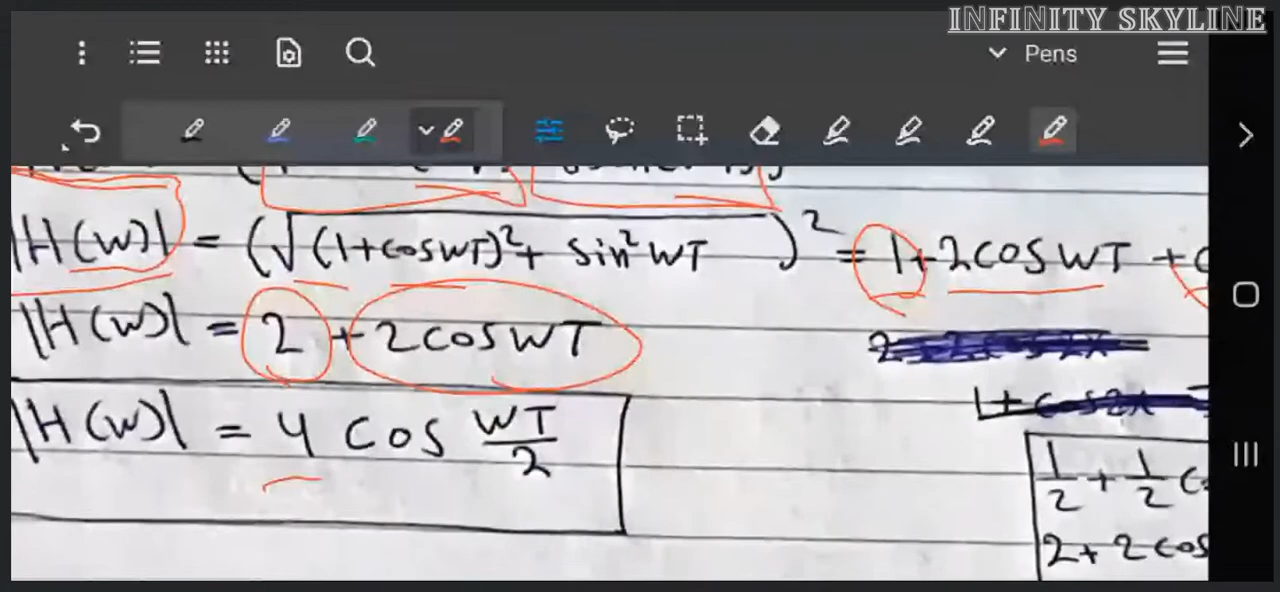 INFINITY SKYLINE
Pens
|H(w)| = (√(1+coswT)²+ sin²wT )² = 1+2coswT +c
|H(w)| = 2 + 2coswT
|H(w)| = 4 cos wT/2
1/2 + 1/2 c
2+ 2cos